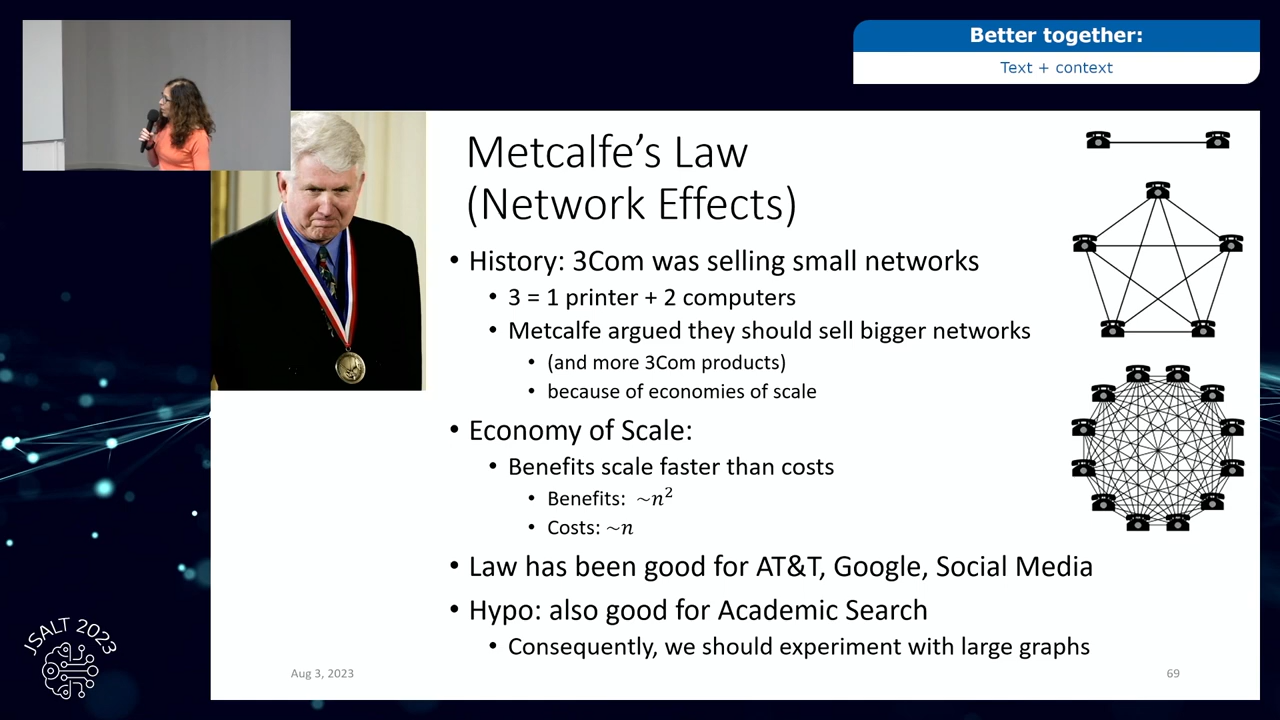 Better together:
Text + context
Metcalfe's Law
(Network Effects)
• History: 3Com was selling small networks
• 3 = 1 printer + 2 computers
• Metcalfe argued they should sell bigger networks
• (and more 3Com products)
• because of economies of scale
• Economy of Scale:
• Benefits scale faster than costs
• Benefits: ~n²
• Costs: ~n
• Law has been good for AT&T, Google, Social Media
• Hypo: also good for Academic Search
• Consequently, we should experiment with large graphs
Aug 3, 2023
69
JSALT 2023